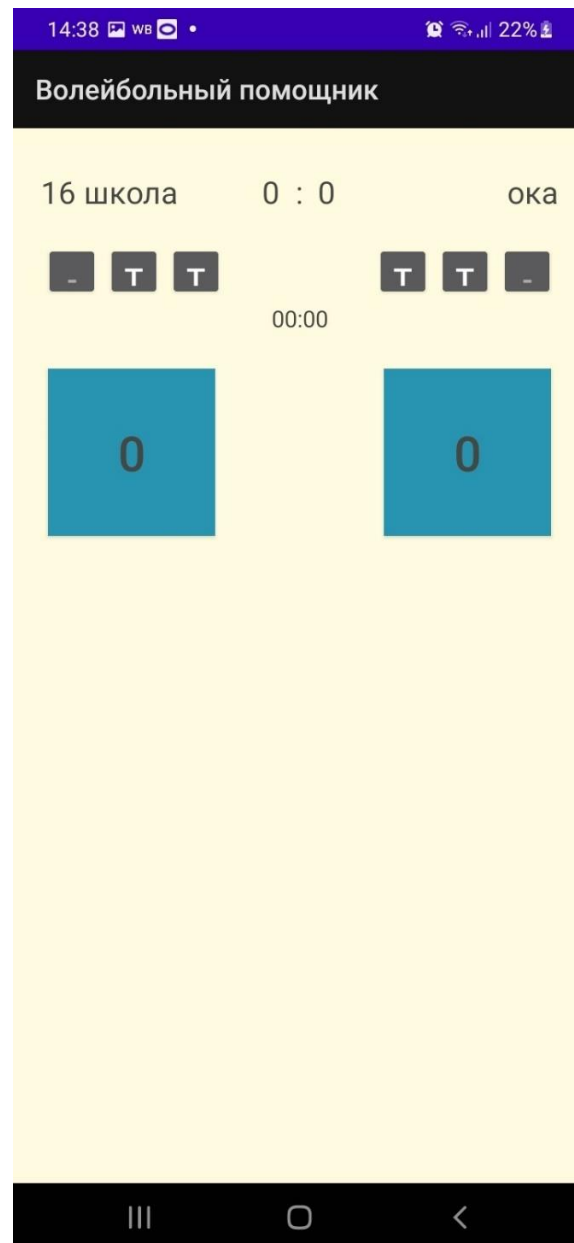 14:38 WB 22%
Волейбольный помощник
16 школа 0 : 0 ока
- T T T T -
00:00
0 0